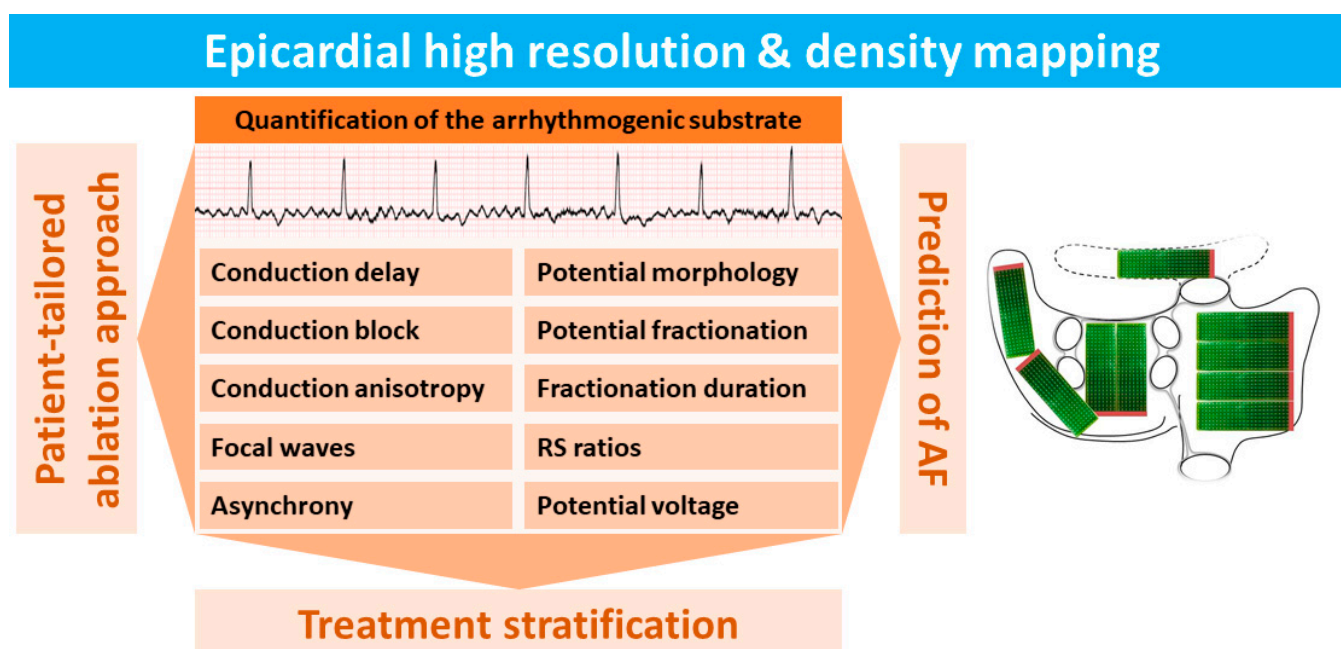 Epicardial high resolution & density mapping
Quantification of the arrhythmogenic substrate
Patient-tailored
ablation approach
Conduction delay
Potential morphology
Conduction block
Potential fractionation
Conduction anisotropy
Fractionation duration
Focal waves
RS ratios
Asynchrony
Potential voltage
Prediction of AF
Treatment stratification